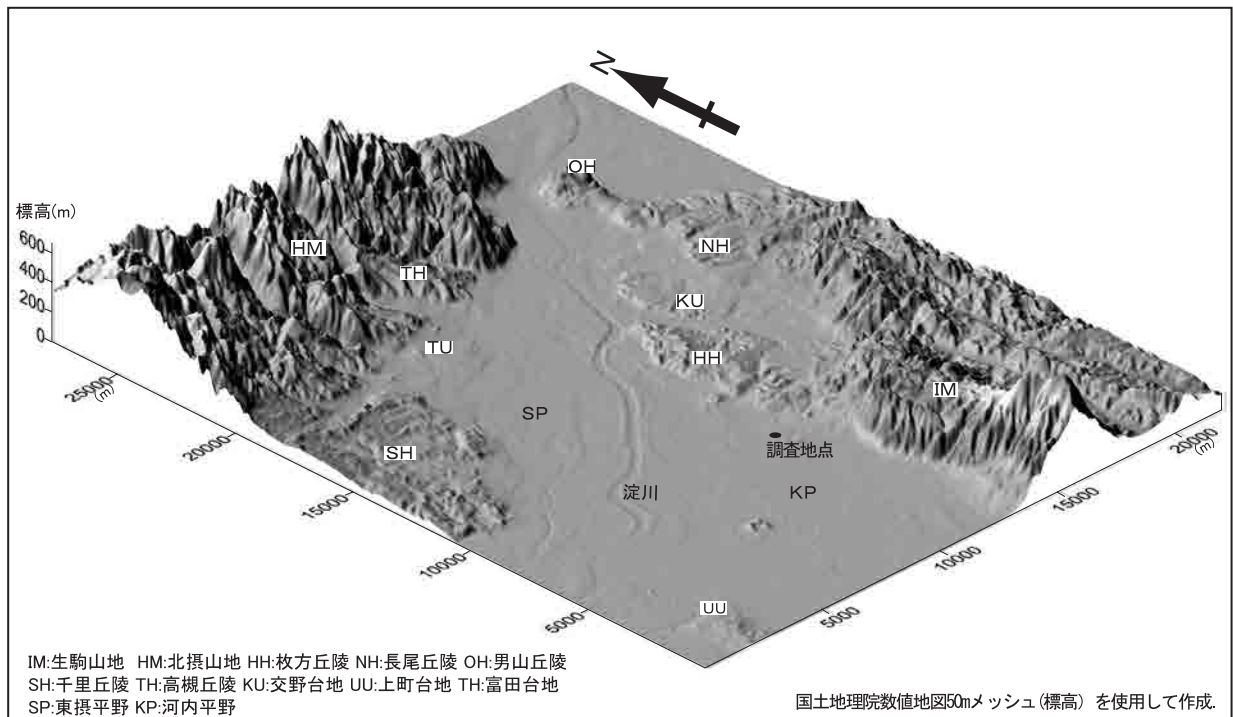 N
OH
標高(m)
600
400
200
0
HM
NH
TH
KU
TU
HH
IM
SP
SH
調査地点
淀川
KP
UU
25000
(m)
20000
15000
10000
5000
5000
10000
15000
20000
(m)
IM:生駒山地 HM:北摂山地 HH:枚方丘陵 NH:長尾丘陵 OH:男山丘陵
SH:千里丘陵 TH:高槻丘陵 KU:交野台地 UU:上町台地 TH:富田台地
SP:東摂平野 KP:河内平野
国土地理院数値地図50mメッシュ(標高) を使用して作成.